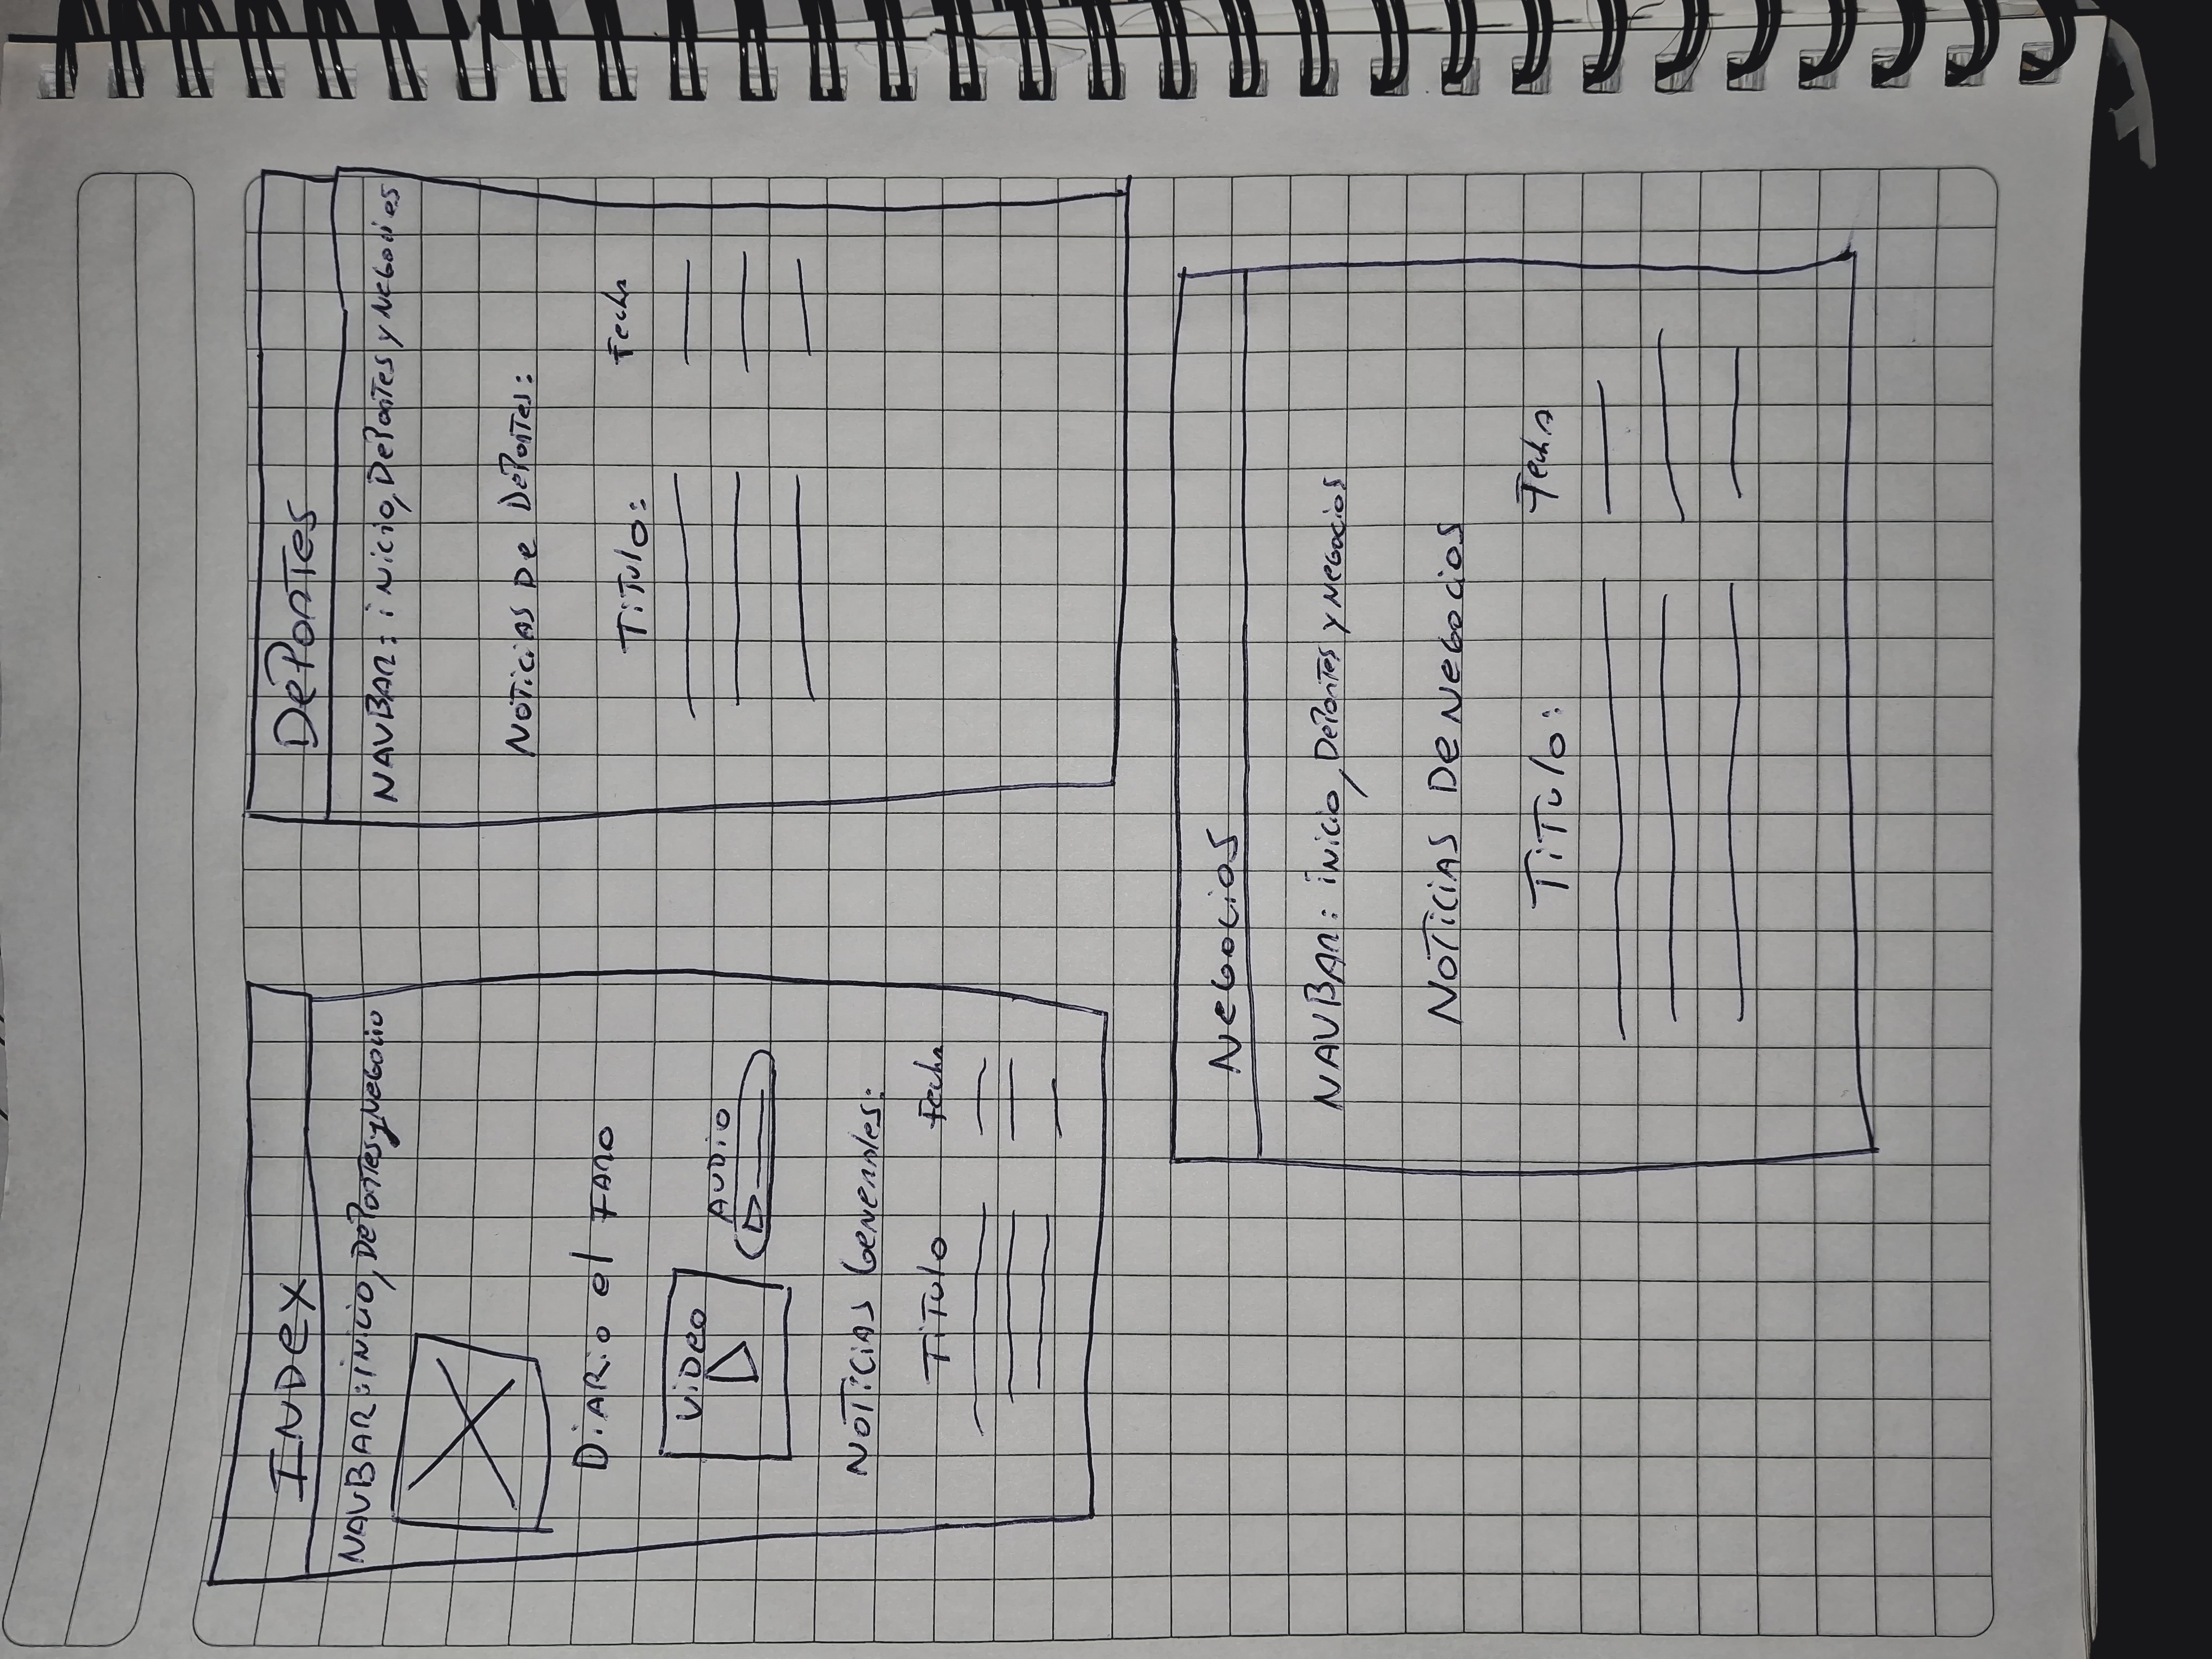 INDEX
NAVBAR: inicio, DePortes y Negocio
Diario el Faro
Video
Audio
Noticias Generales:
Titulo Fecha
DePortes
NAVBAR: inicio, DePortes y Negocios
Noticias De DePortes:
Titulo: Fecha
Negocios
NAVBAR: inicio, DePortes y Negocios
Noticias De Negocios
Titulo: Fecha